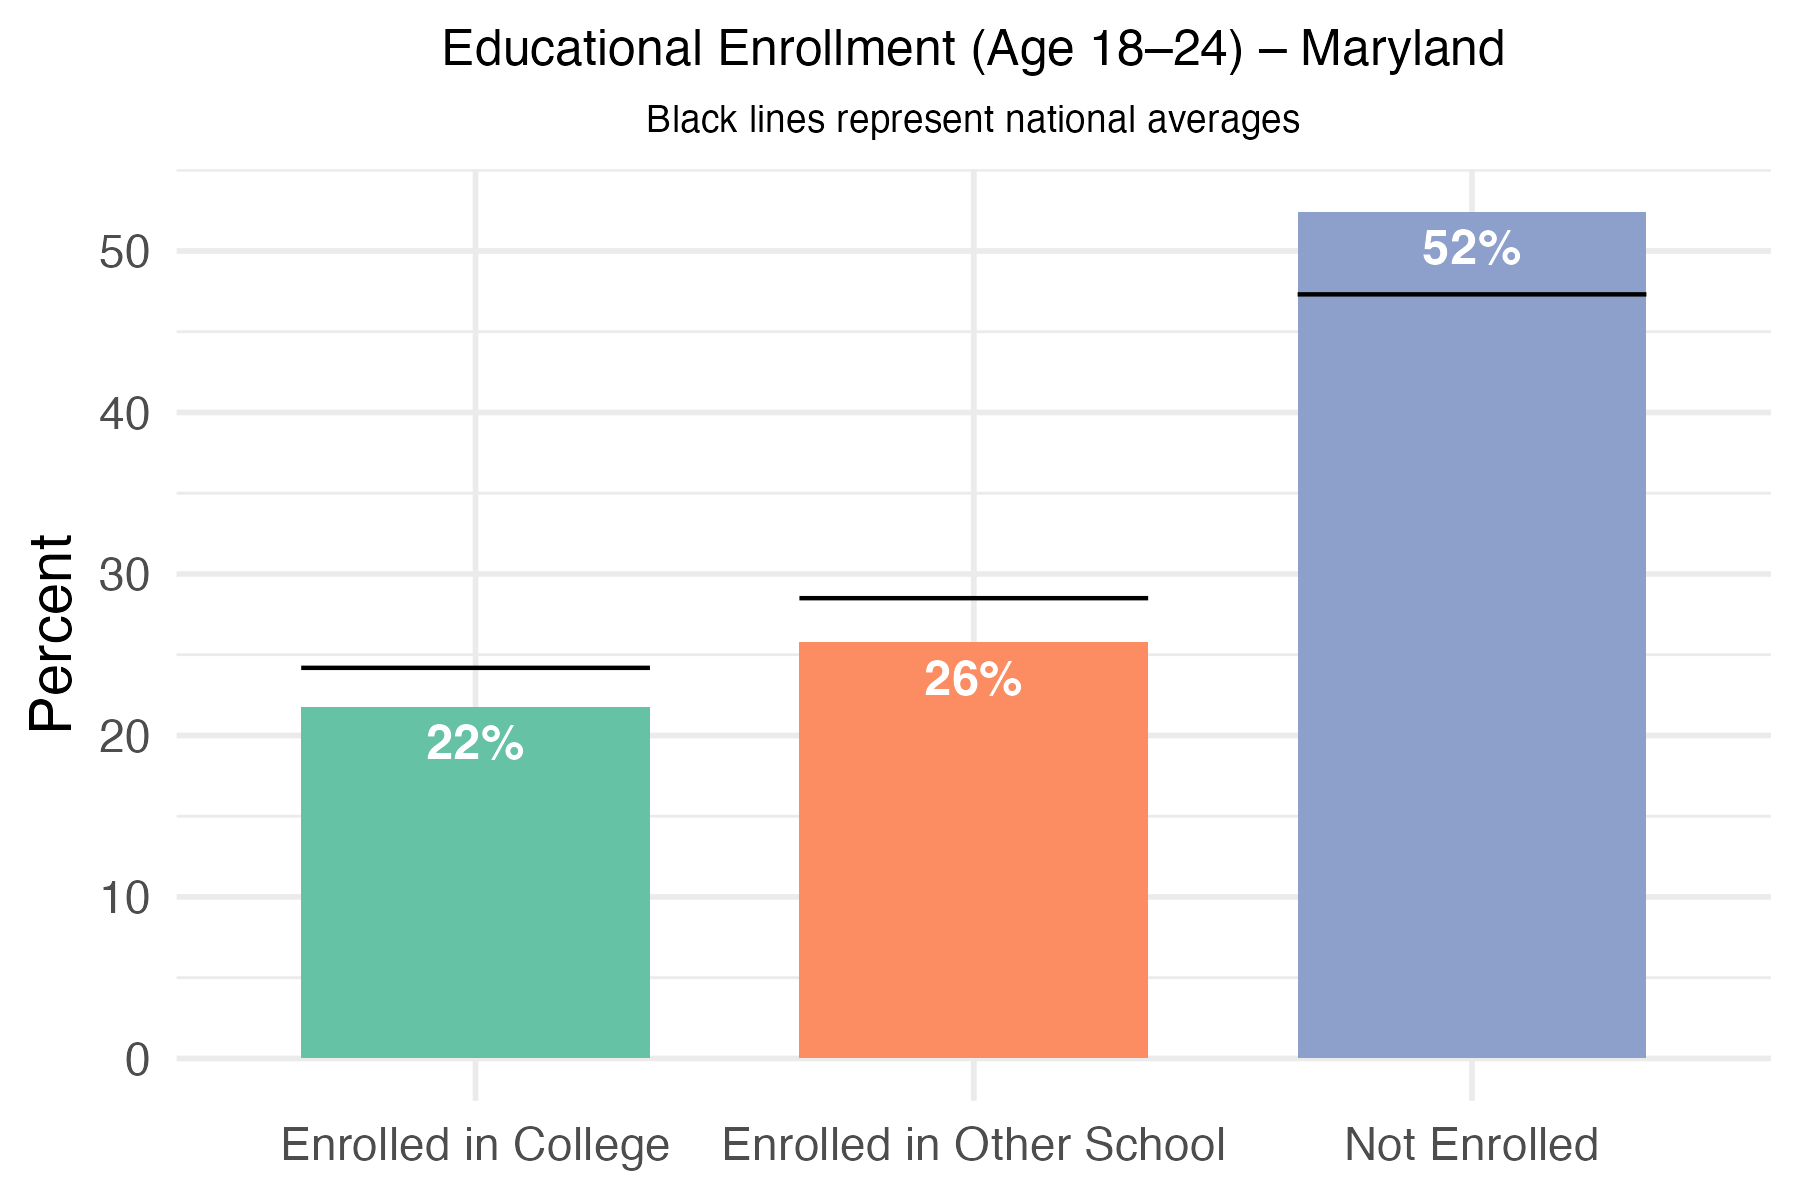 Educational Enrollment (Age 18–24) – Maryland
Black lines represent national averages
Percent
50
40
30
20
10
0
52%
26%
22%
Enrolled in College
Enrolled in Other School
Not Enrolled